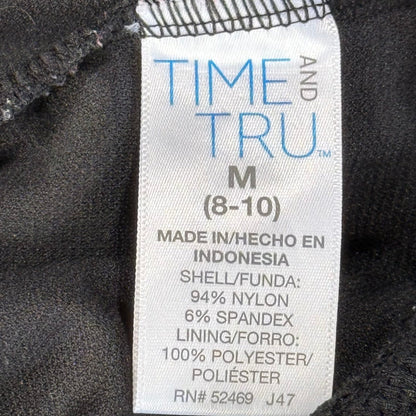 TIME AND
TRU™
M
(8-10)
MADE IN/HECHO EN
INDONESIA
SHELL/FUNDA:
94% NYLON
6% SPANDEX
LINING/FORRO:
100% POLYESTER/
POLIÉSTER
RN# 52469 J47